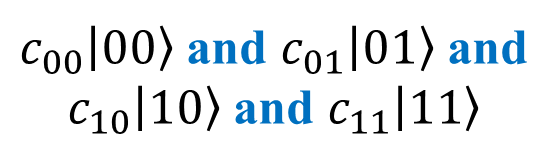 c₀₀|00⟩ and c₀₁|01⟩ and
c₁₀|10⟩ and c₁₁|11⟩